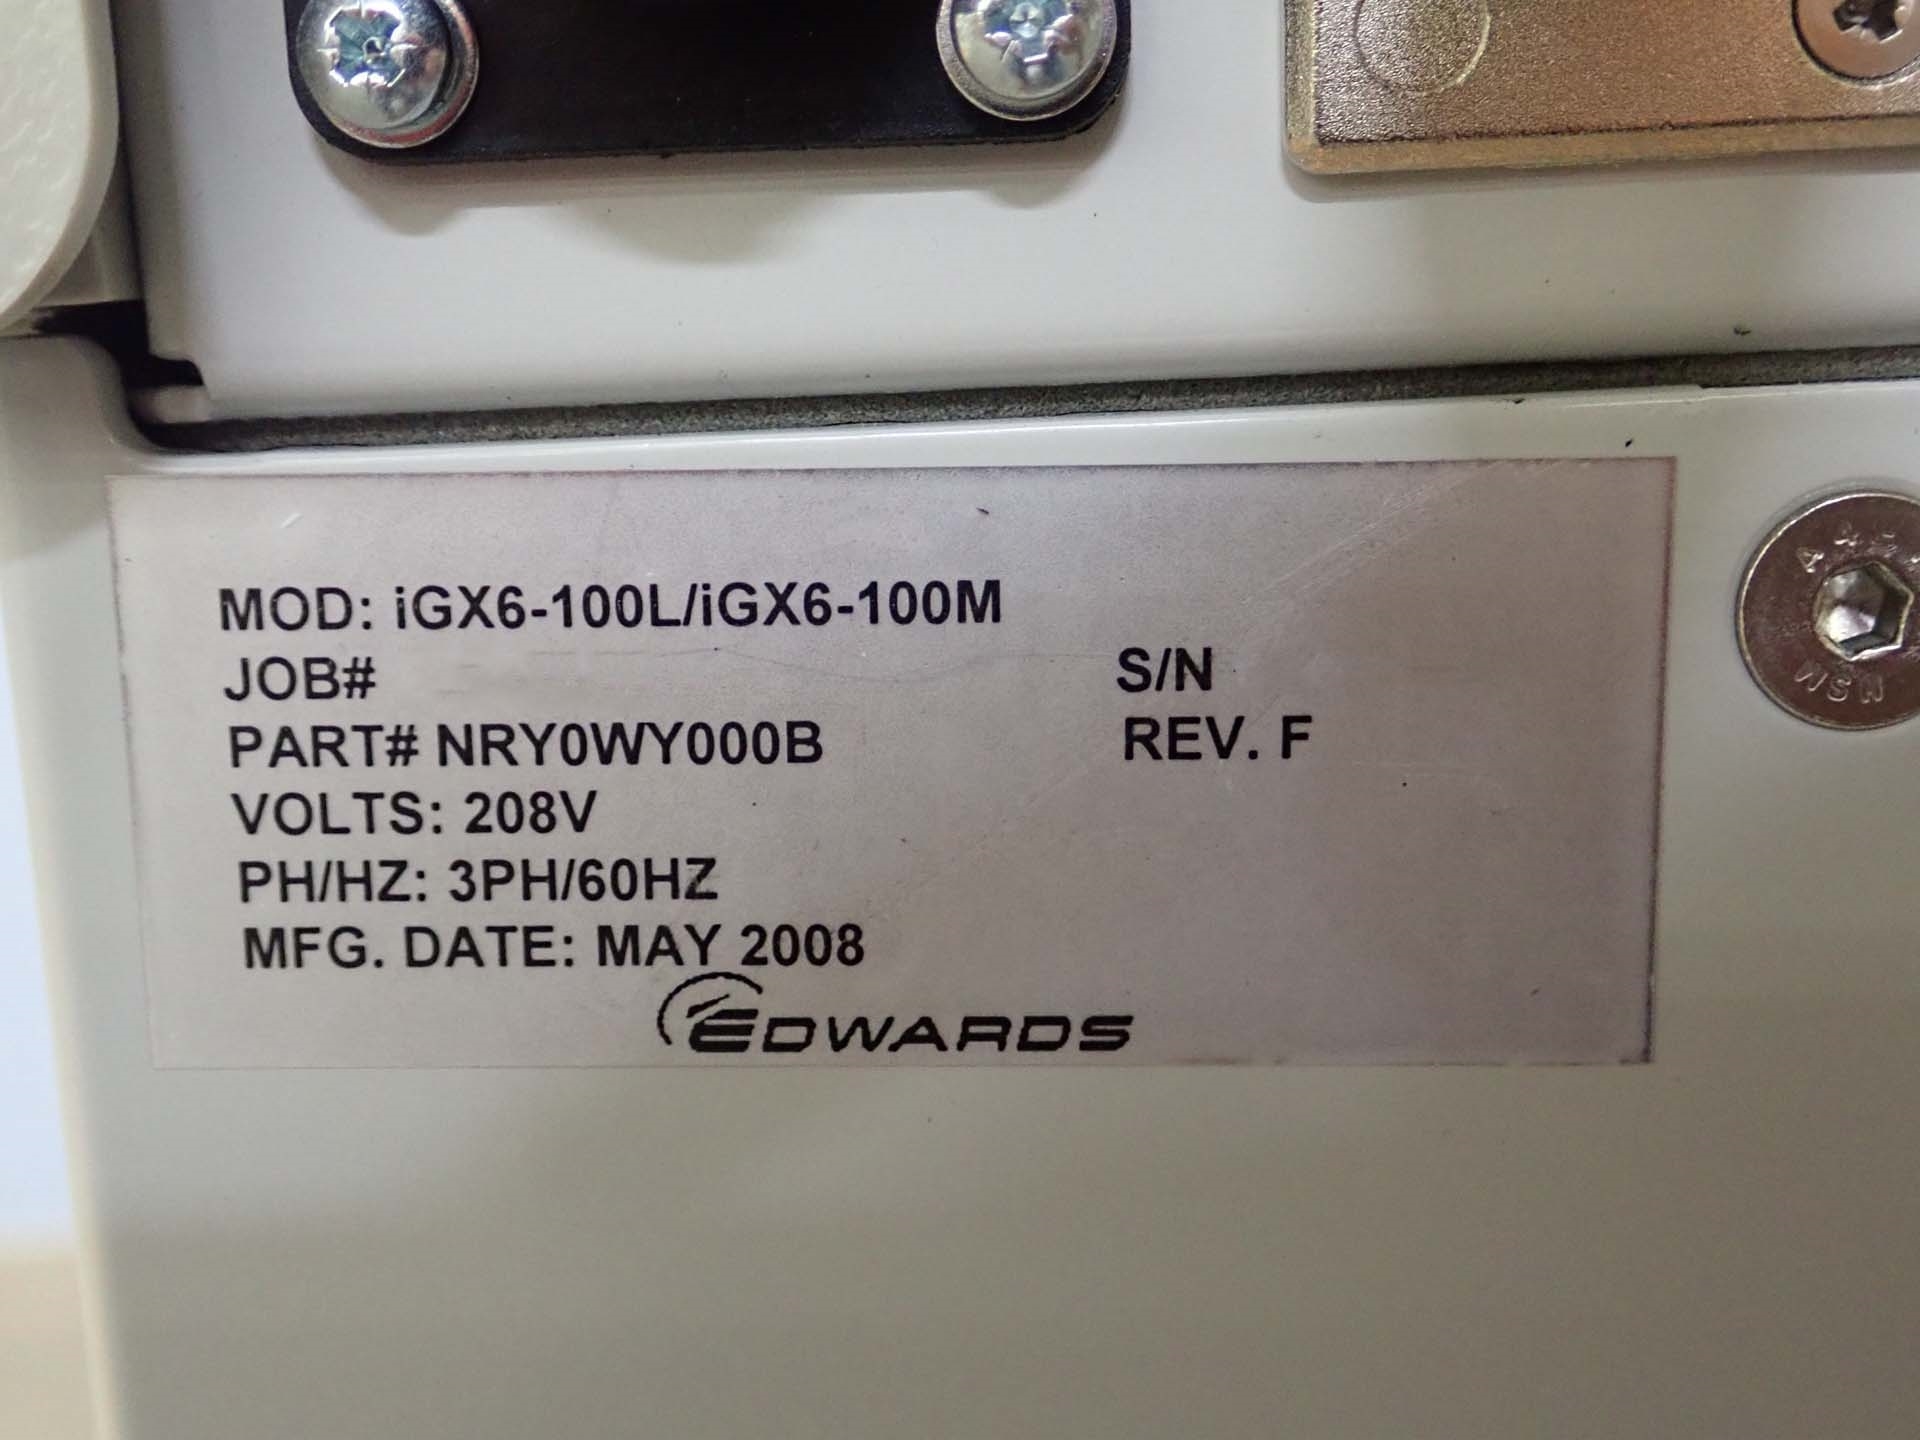 MOD: iGX6-100L/iGX6-100M
JOB# S/N
PART# NRY0WY000B REV. F
VOLTS: 208V
PH/HZ: 3PH/60HZ
MFG. DATE: MAY 2008
EDWARDS
WSN